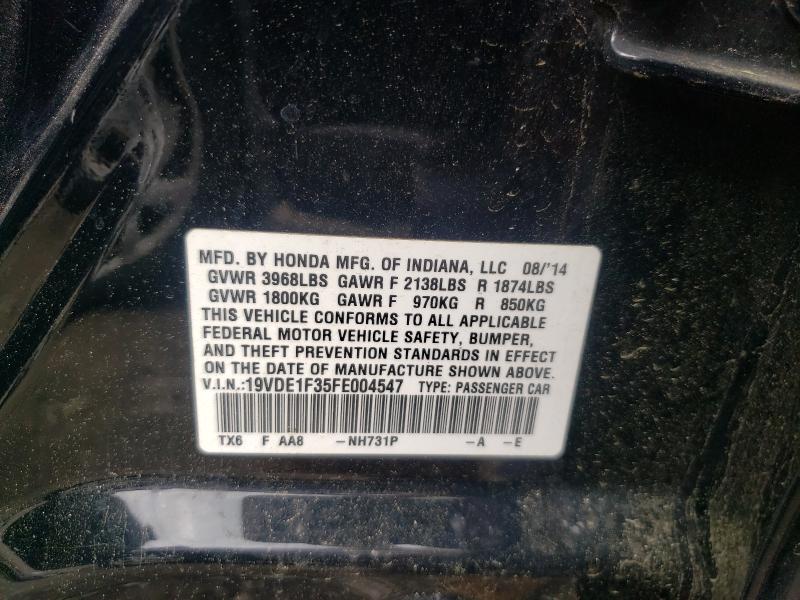 MFD. BY HONDA MFG. OF INDIANA, LLC 08/'14
GVWR 3968LBS GAWR F 2138LBS R 1874LBS
GVWR 1800KG GAWR F 970KG R 850KG
THIS VEHICLE CONFORMS TO ALL APPLICABLE
FEDERAL MOTOR VEHICLE SAFETY, BUMPER,
AND THEFT PREVENTION STANDARDS IN EFFECT
ON THE DATE OF MANUFACTURE SHOWN ABOVE.
V.I.N.:19VDE1F35FE004547 TYPE: PASSENGER CAR
TX6 F AA8 -NH731P -A -E